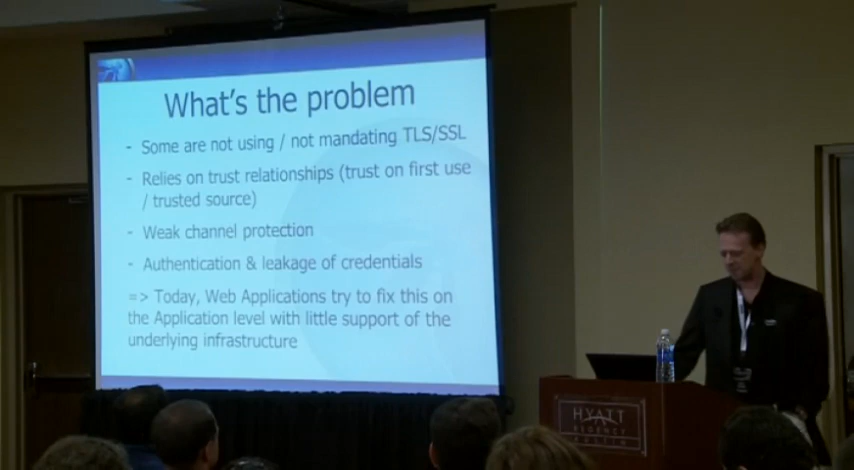 What's the problem
- Some are not using / not mandating TLS/SSL
- Relies on trust relationships (trust on first use
/ trusted source)
- Weak channel protection
- Authentication & leakage of credentials
=> Today, Web Applications try to fix this on
the Application level with little support of the
underlying infrastructure
HYATT
REGENCY
AUSTIN